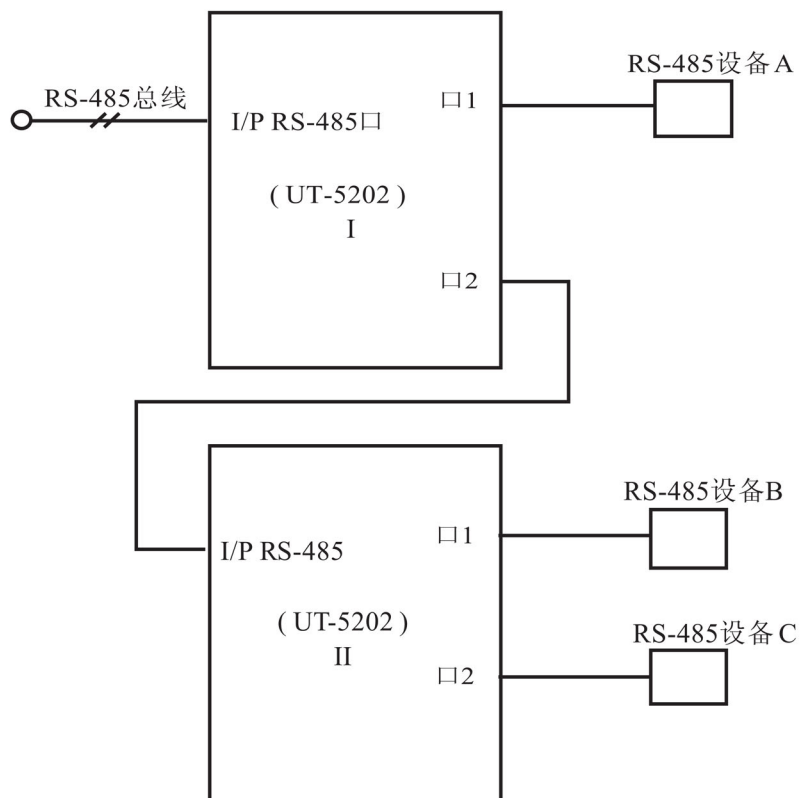 RS-485设备A
RS-485总线
口1
I/P RS-485口
(UT-5202)
I
口2
RS-485设备B
口1
I/P RS-485
(UT-5202)
II
RS-485设备C
口2